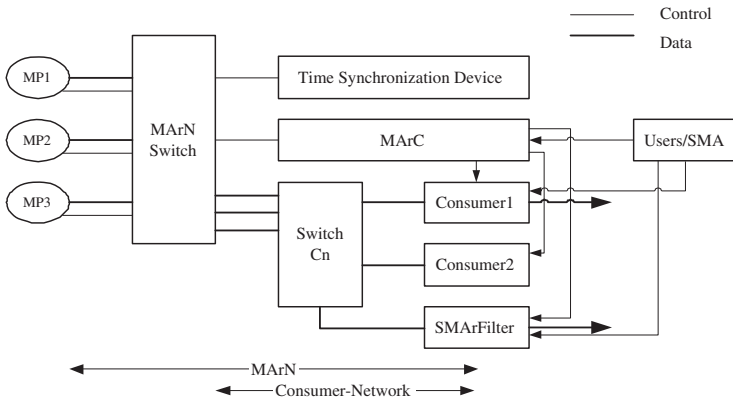 Control
Data
MP1
MP2
MP3
MArN
Switch
Time Synchronization Device
MArC
Users/SMA
Switch
Cn
Consumer1
Consumer2
SMArFilter
MArN
Consumer-Network